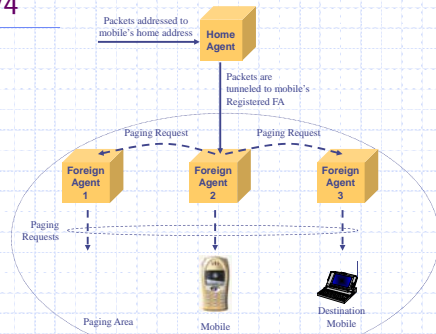 /4
Packets addressed to
mobile's home address
Home
Agent
Packets are
tunneled to mobile's
Registered FA
Paging Request
Paging Request
Foreign
Agent
1
Foreign
Agent
2
Foreign
Agent
3
Paging
Requests
Paging Area
Mobile
Destination
Mobile